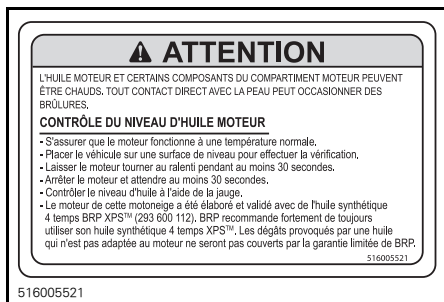 ATTENTION
L'HUILE MOTEUR ET CERTAINS COMPOSANTS DU COMPARTIMENT MOTEUR PEUVENT
ÊTRE CHAUDS. TOUT CONTACT DIRECT AVEC LA PEAU PEUT OCCASIONNER DES
BRÛLURES.
CONTRÔLE DU NIVEAU D'HUILE MOTEUR
- S'assurer que le moteur fonctionne à une température normale.
- Placer le véhicule sur une surface de niveau pour effectuer la vérification.
- Laisser le moteur tourner au ralenti pendant au moins 30 secondes.
- Arrêter le moteur et attendre au moins 30 secondes.
- Contrôler le niveau d'huile à l'aide de la jauge.
- Le moteur de cette motoneige a été élaboré et validé avec de l'huile synthétique
4 temps BRP XPS™ (293 600 112). BRP recommande fortement de toujours
utiliser son huile synthétique 4 temps XPS™. Les dégâts provoqués par une huile
qui n'est pas adaptée au moteur ne seront pas couverts par la garantie limitée de BRP.
516005521
516005521